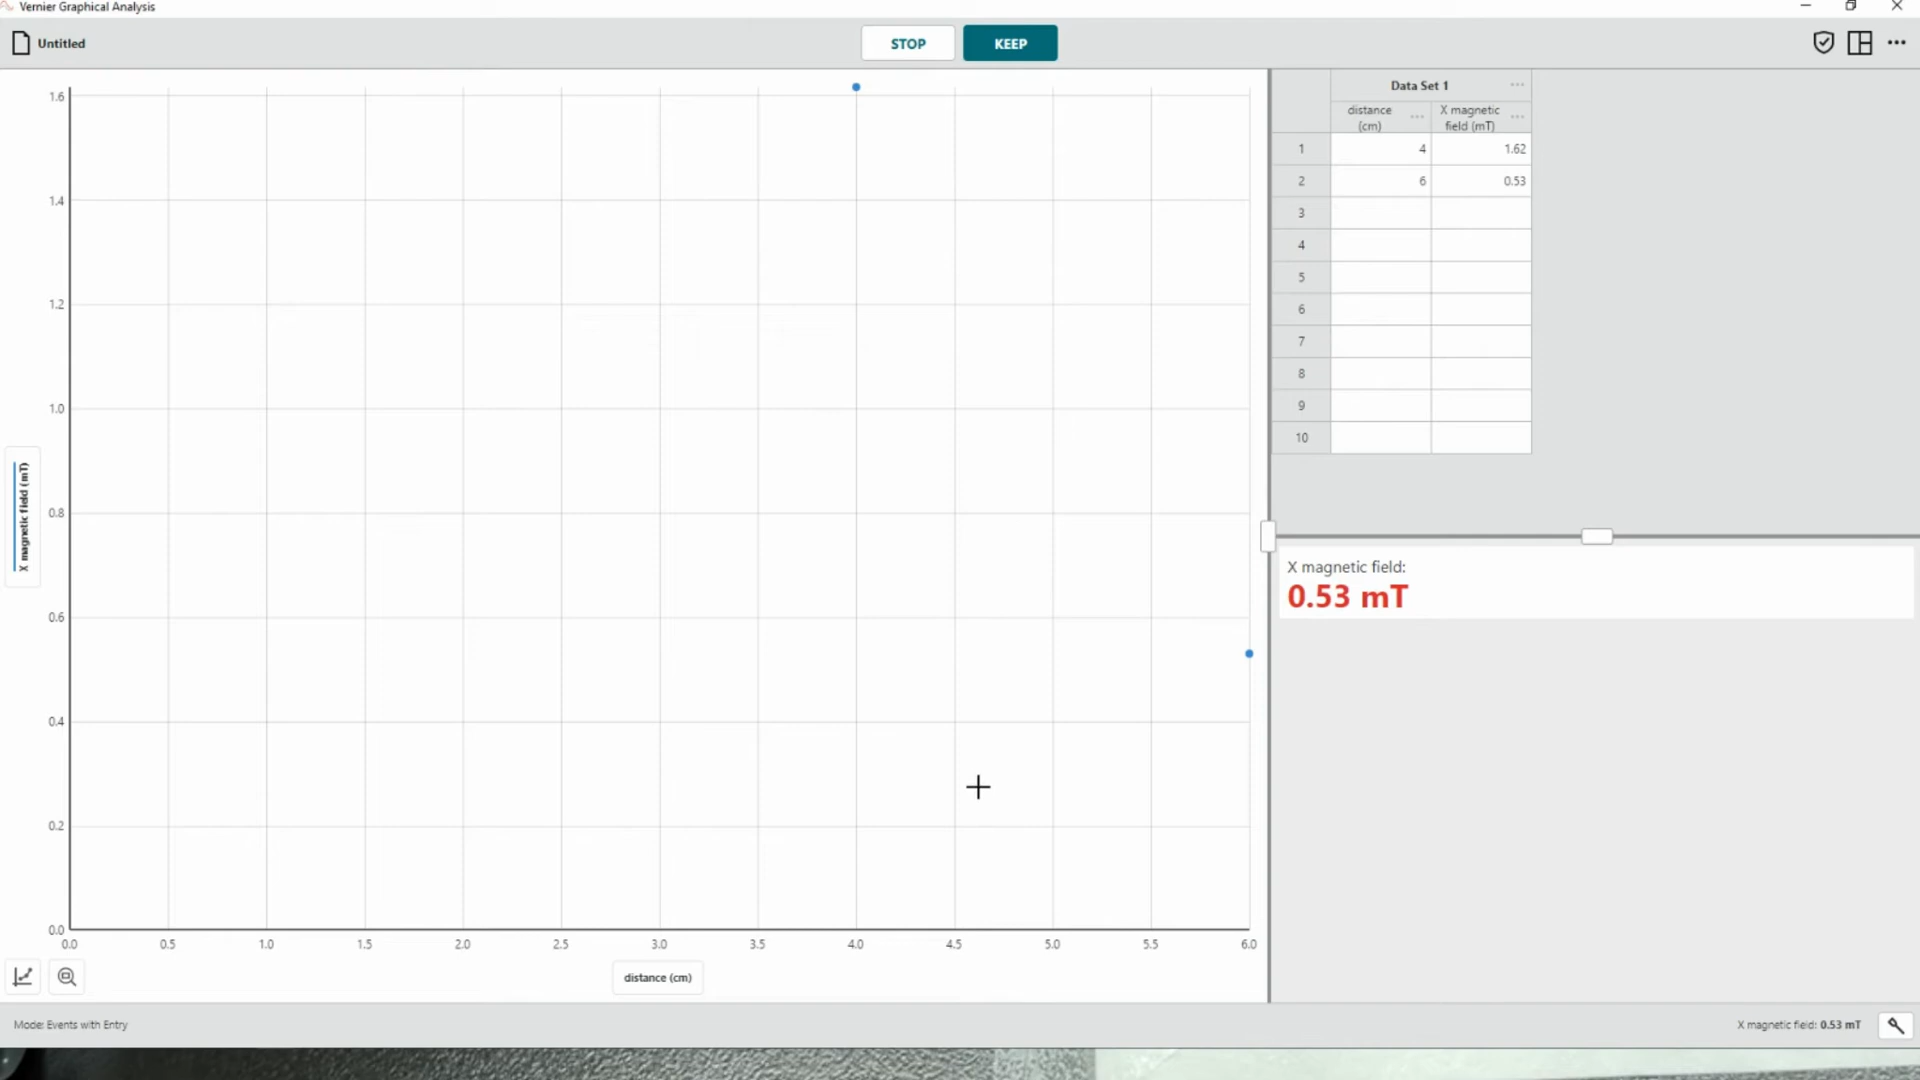 Vernier Graphical Analysis
Untitled
STOP
KEEP
1.6
1.4
1.2
1.0
0.8
0.6
0.4
0.2
0.0
X magnetic field (mT)
0.0 0.5 1.0 1.5 2.0 2.5 3.0 3.5 4.0 4.5 5.0 5.5 6.0
distance (cm)
Data Set 1 ...
distance (cm) ... X magnetic field (mT) ...
1 4 1.62
2 6 0.53
3
4
5
6
7
8
9
10
X magnetic field:
0.53 mT
Mode: Events with Entry
X magnetic field: 0.53 mT